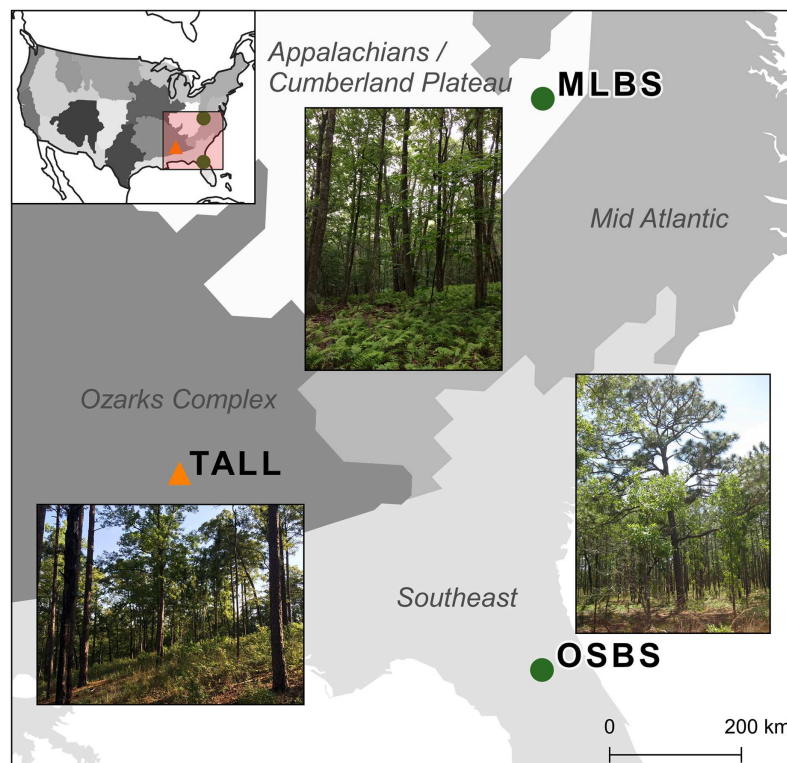 Appalachians /
Cumberland Plateau
MLBS
Mid Atlantic
Ozarks Complex
TALL
Southeast
OSBS
0 200 km